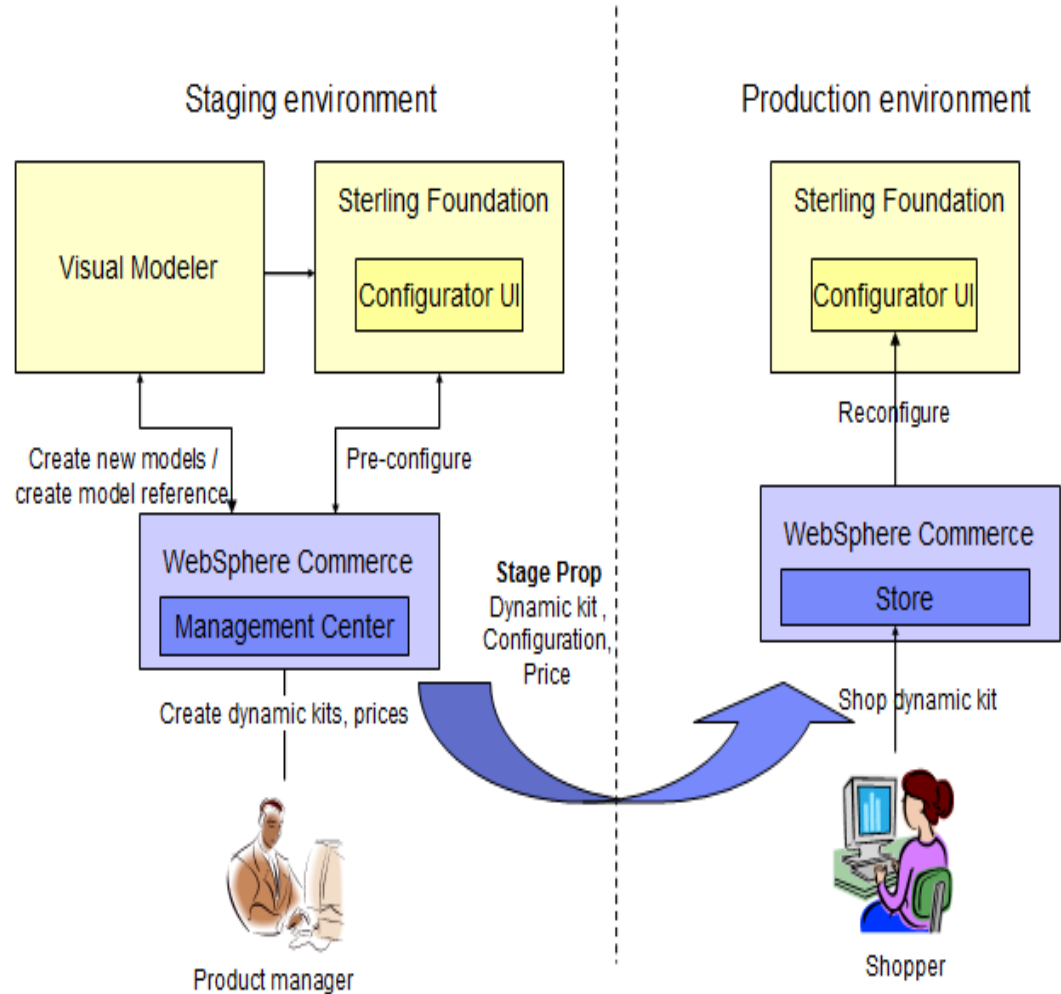 Staging environment
Production environment
Visual Modeler
Sterling Foundation
Configurator UI
Sterling Foundation
Configurator UI
Create new models /
create model reference
Pre-configure
Reconfigure
WebSphere Commerce
Management Center
Stage Prop
Dynamic kit ,
Configuration,
Price
WebSphere Commerce
Store
Create dynamic kits, prices
Shop dynamic kit
Product manager
Shopper